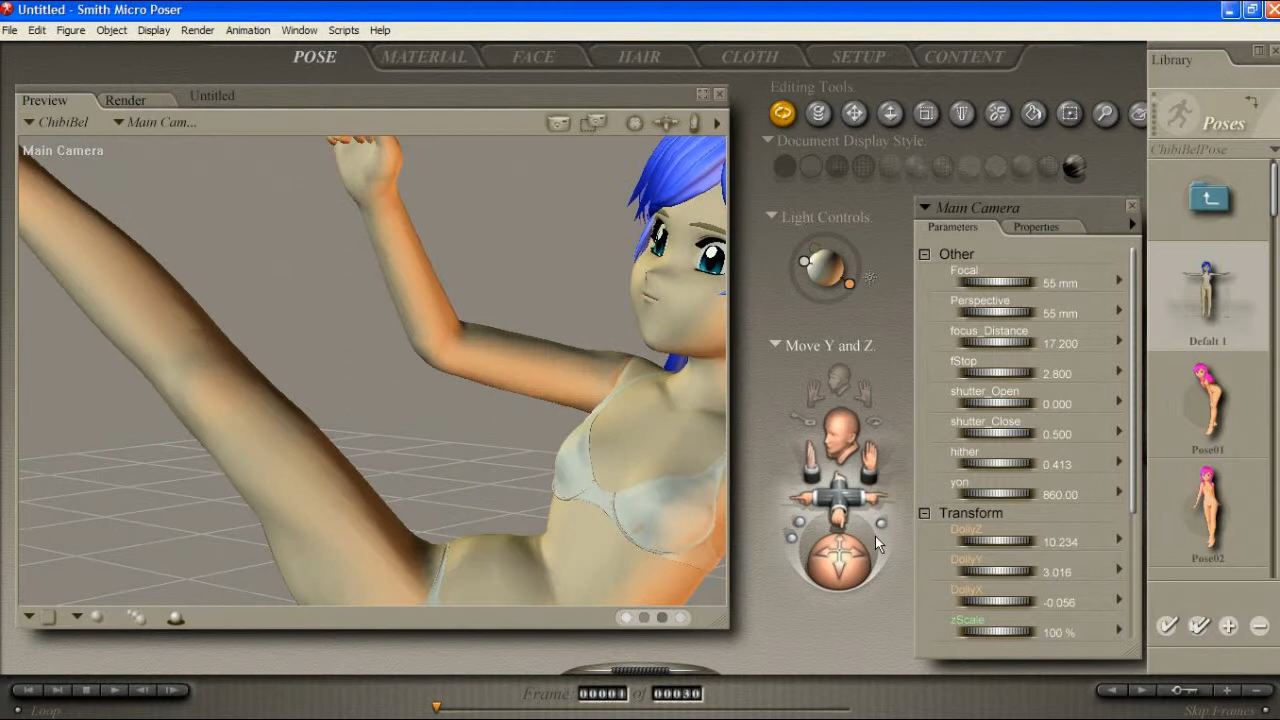 Untitled - Smith Micro Poser
File Edit Figure Object Display Render Animation Window Scripts Help
POSE MATERIAL FACE HAIR CLOTH SETUP CONTENT
Library
Preview Render Untitled
ChibiBel Main Cam...
Main Camera
Editing Tools.
Document Display Style.
Light Controls.
Move Y and Z.
Main Camera
Parameters Properties
Other
Focal
55 mm
Perspective
55 mm
focus_Distance
17.200
fStop
2.800
shutter_Open
0.000
shutter_Close
0.500
hither
0.413
yon
860.00
Transform
DollyZ
10.234
DollyY
3.016
DollyX
-0.056
zScale
100 %
Poses
ChibiBelPose
Defalt 1
Pose01
Pose02
Frame: 00001 of 00030
Loop
Skip Frames